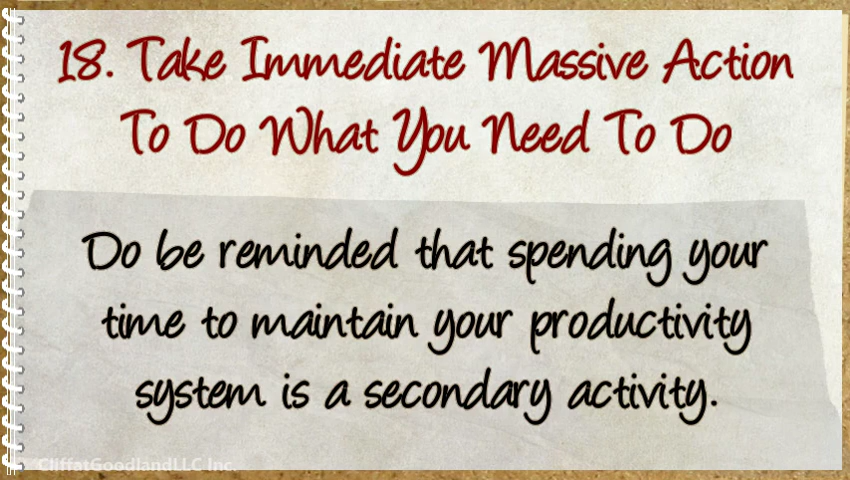 18. Take Immediate Massive Action
To Do What You Need To Do
Do be reminded that spending your
time to maintain your productivity
system is a secondary activity.
CliffatGoodlandLLC Inc.